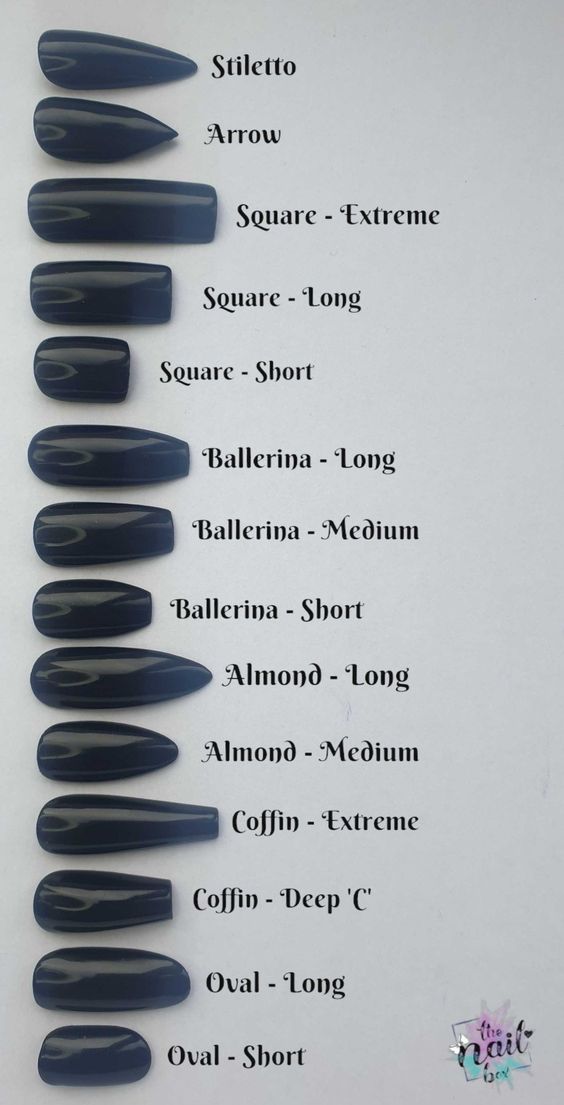 Stiletto
Arrow
Square - Extreme
Square - Long
Square - Short
Ballerina - Long
Ballerina - Medium
Ballerina - Short
Almond - Long
Almond - Medium
Coffin - Extreme
Coffin - Deep 'C'
Oval - Long
Oval - Short
the
nail
box